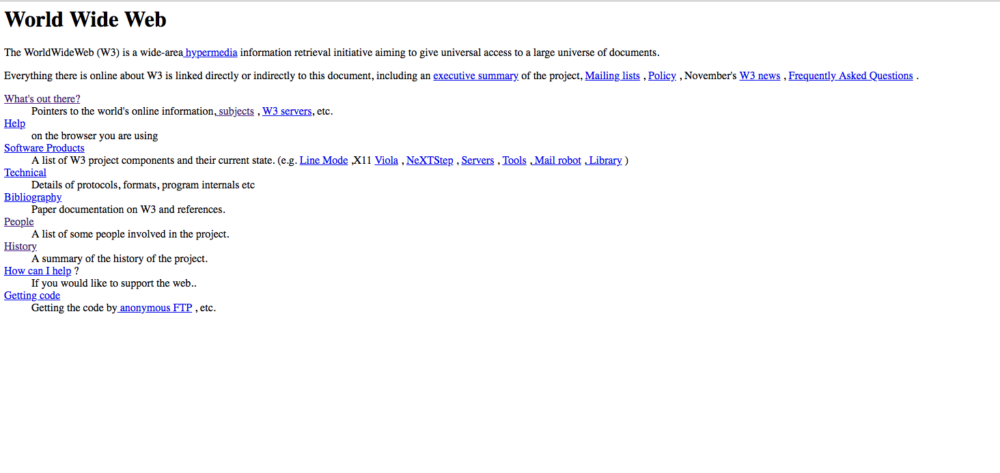 World Wide Web
The WorldWideWeb (W3) is a wide-area hypermedia information retrieval initiative aiming to give universal access to a large universe of documents.
Everything there is online about W3 is linked directly or indirectly to this document, including an executive summary of the project, Mailing lists , Policy , November's W3 news , Frequently Asked Questions .
What's out there?
Pointers to the world's online information, subjects , W3 servers, etc.
Help
on the browser you are using
Software Products
A list of W3 project components and their current state. (e.g. Line Mode ,X11 Viola , NeXTStep , Servers , Tools , Mail robot , Library )
Technical
Details of protocols, formats, program internals etc
Bibliography
Paper documentation on W3 and references.
People
A list of some people involved in the project.
History
A summary of the history of the project.
How can I help ?
If you would like to support the web..
Getting code
Getting the code by anonymous FTP , etc.